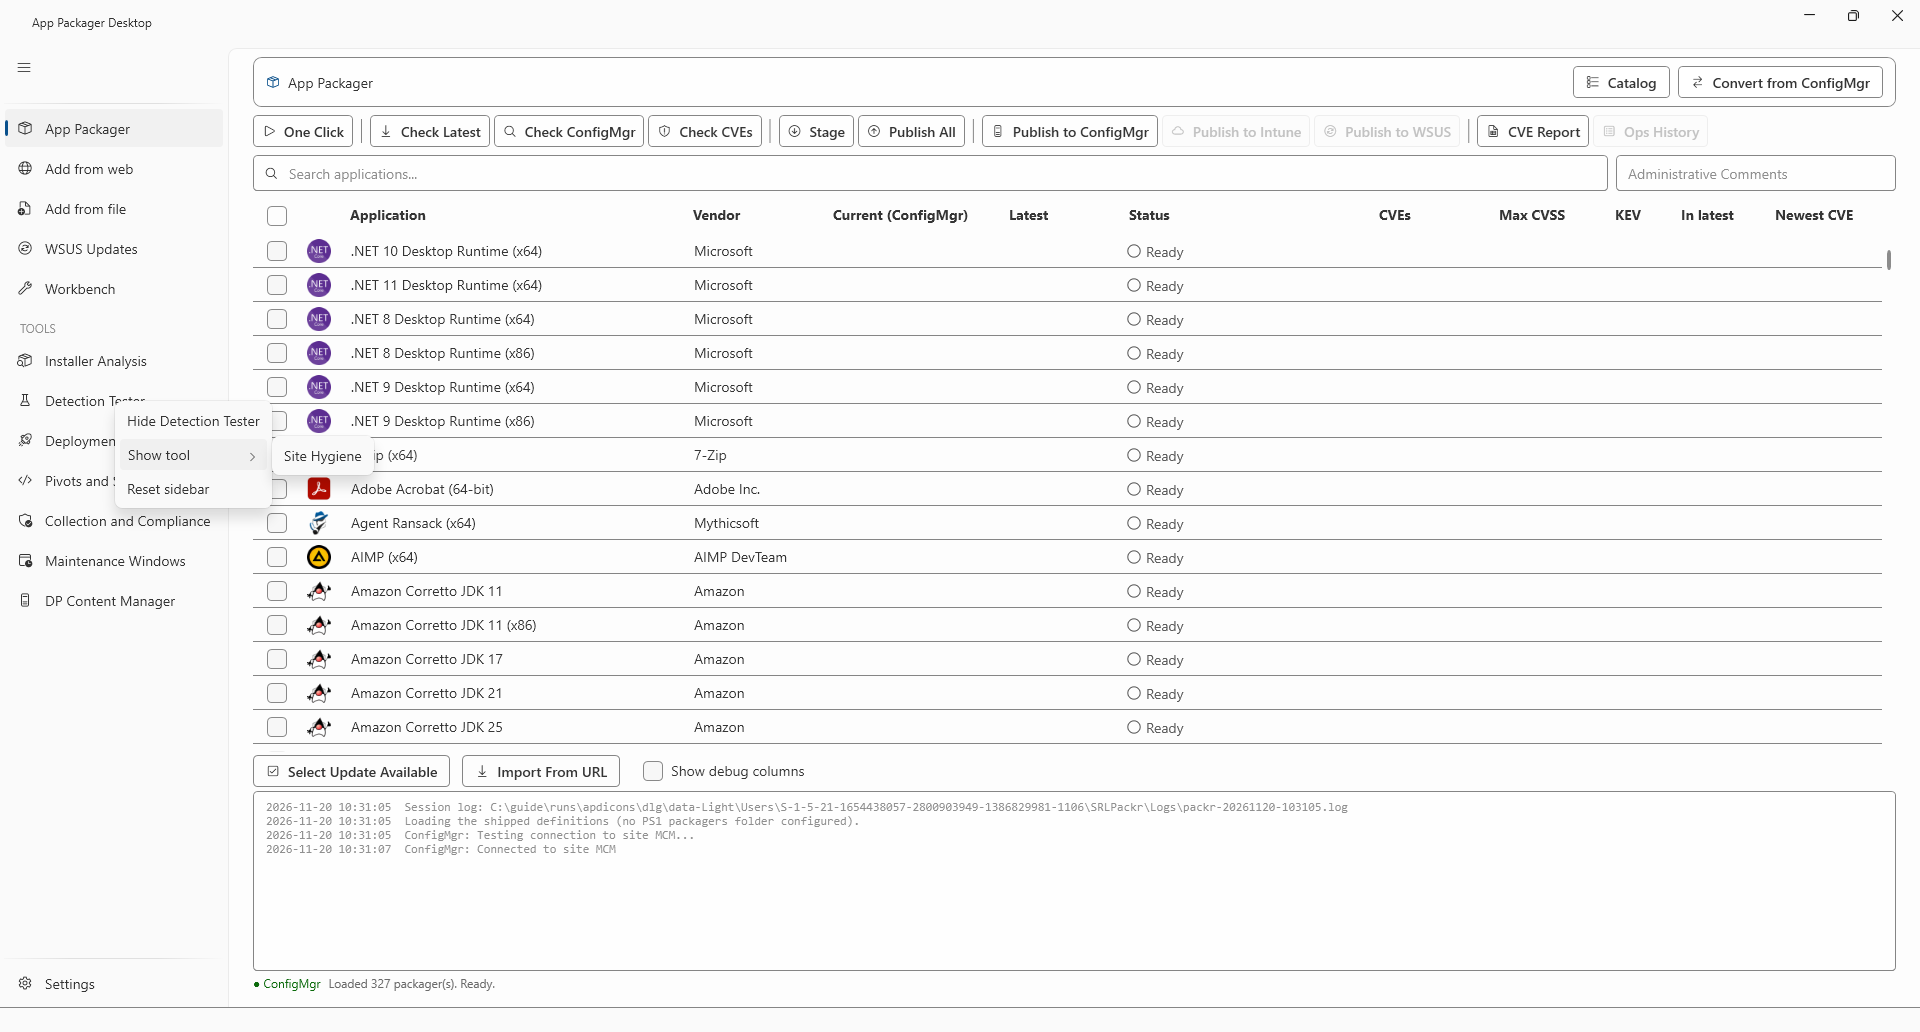 App Packager Desktop
App Packager
Add from web
Add from file
WSUS Updates
Workbench
TOOLS
Installer Analysis
Detection Tester
Deploymen
Pivots and
Collection and Compliance
Maintenance Windows
DP Content Manager
Settings
Hide Detection Tester
Show tool
Reset sidebar
Site Hygiene
App Packager
Catalog
Convert from ConfigMgr
One Click
Check Latest
Check ConfigMgr
Check CVEs
Stage
Publish All
Publish to ConfigMgr
Publish to Intune
Publish to WSUS
CVE Report
Ops History
Search applications...
Administrative Comments
Application Vendor Current (ConfigMgr) Latest Status CVEs Max CVSS KEV In latest Newest CVE
.NET 10 Desktop Runtime (x64) Microsoft Ready
.NET 11 Desktop Runtime (x64) Microsoft Ready
.NET 8 Desktop Runtime (x64) Microsoft Ready
.NET 8 Desktop Runtime (x86) Microsoft Ready
.NET 9 Desktop Runtime (x64) Microsoft Ready
.NET 9 Desktop Runtime (x86) Microsoft Ready
ip (x64) 7-Zip Ready
Adobe Acrobat (64-bit) Adobe Inc. Ready
Agent Ransack (x64) Mythicsoft Ready
AIMP (x64) AIMP DevTeam Ready
Amazon Corretto JDK 11 Amazon Ready
Amazon Corretto JDK 11 (x86) Amazon Ready
Amazon Corretto JDK 17 Amazon Ready
Amazon Corretto JDK 21 Amazon Ready
Amazon Corretto JDK 25 Amazon Ready
Select Update Available
Import From URL
Show debug columns
2026-11-20 10:31:05 Session log: C:\guide\runs\apdicons\dlg\data-Light\Users\S-1-5-21-1654438057-2800903949-1386829981-1106\SRLPackr\Logs\packr-20261120-103105.log
2026-11-20 10:31:05 Loading the shipped definitions (no PS1 packagers folder configured).
2026-11-20 10:31:05 ConfigMgr: Testing connection to site MCM...
2026-11-20 10:31:07 ConfigMgr: Connected to site MCM
ConfigMgr Loaded 327 packager(s). Ready.